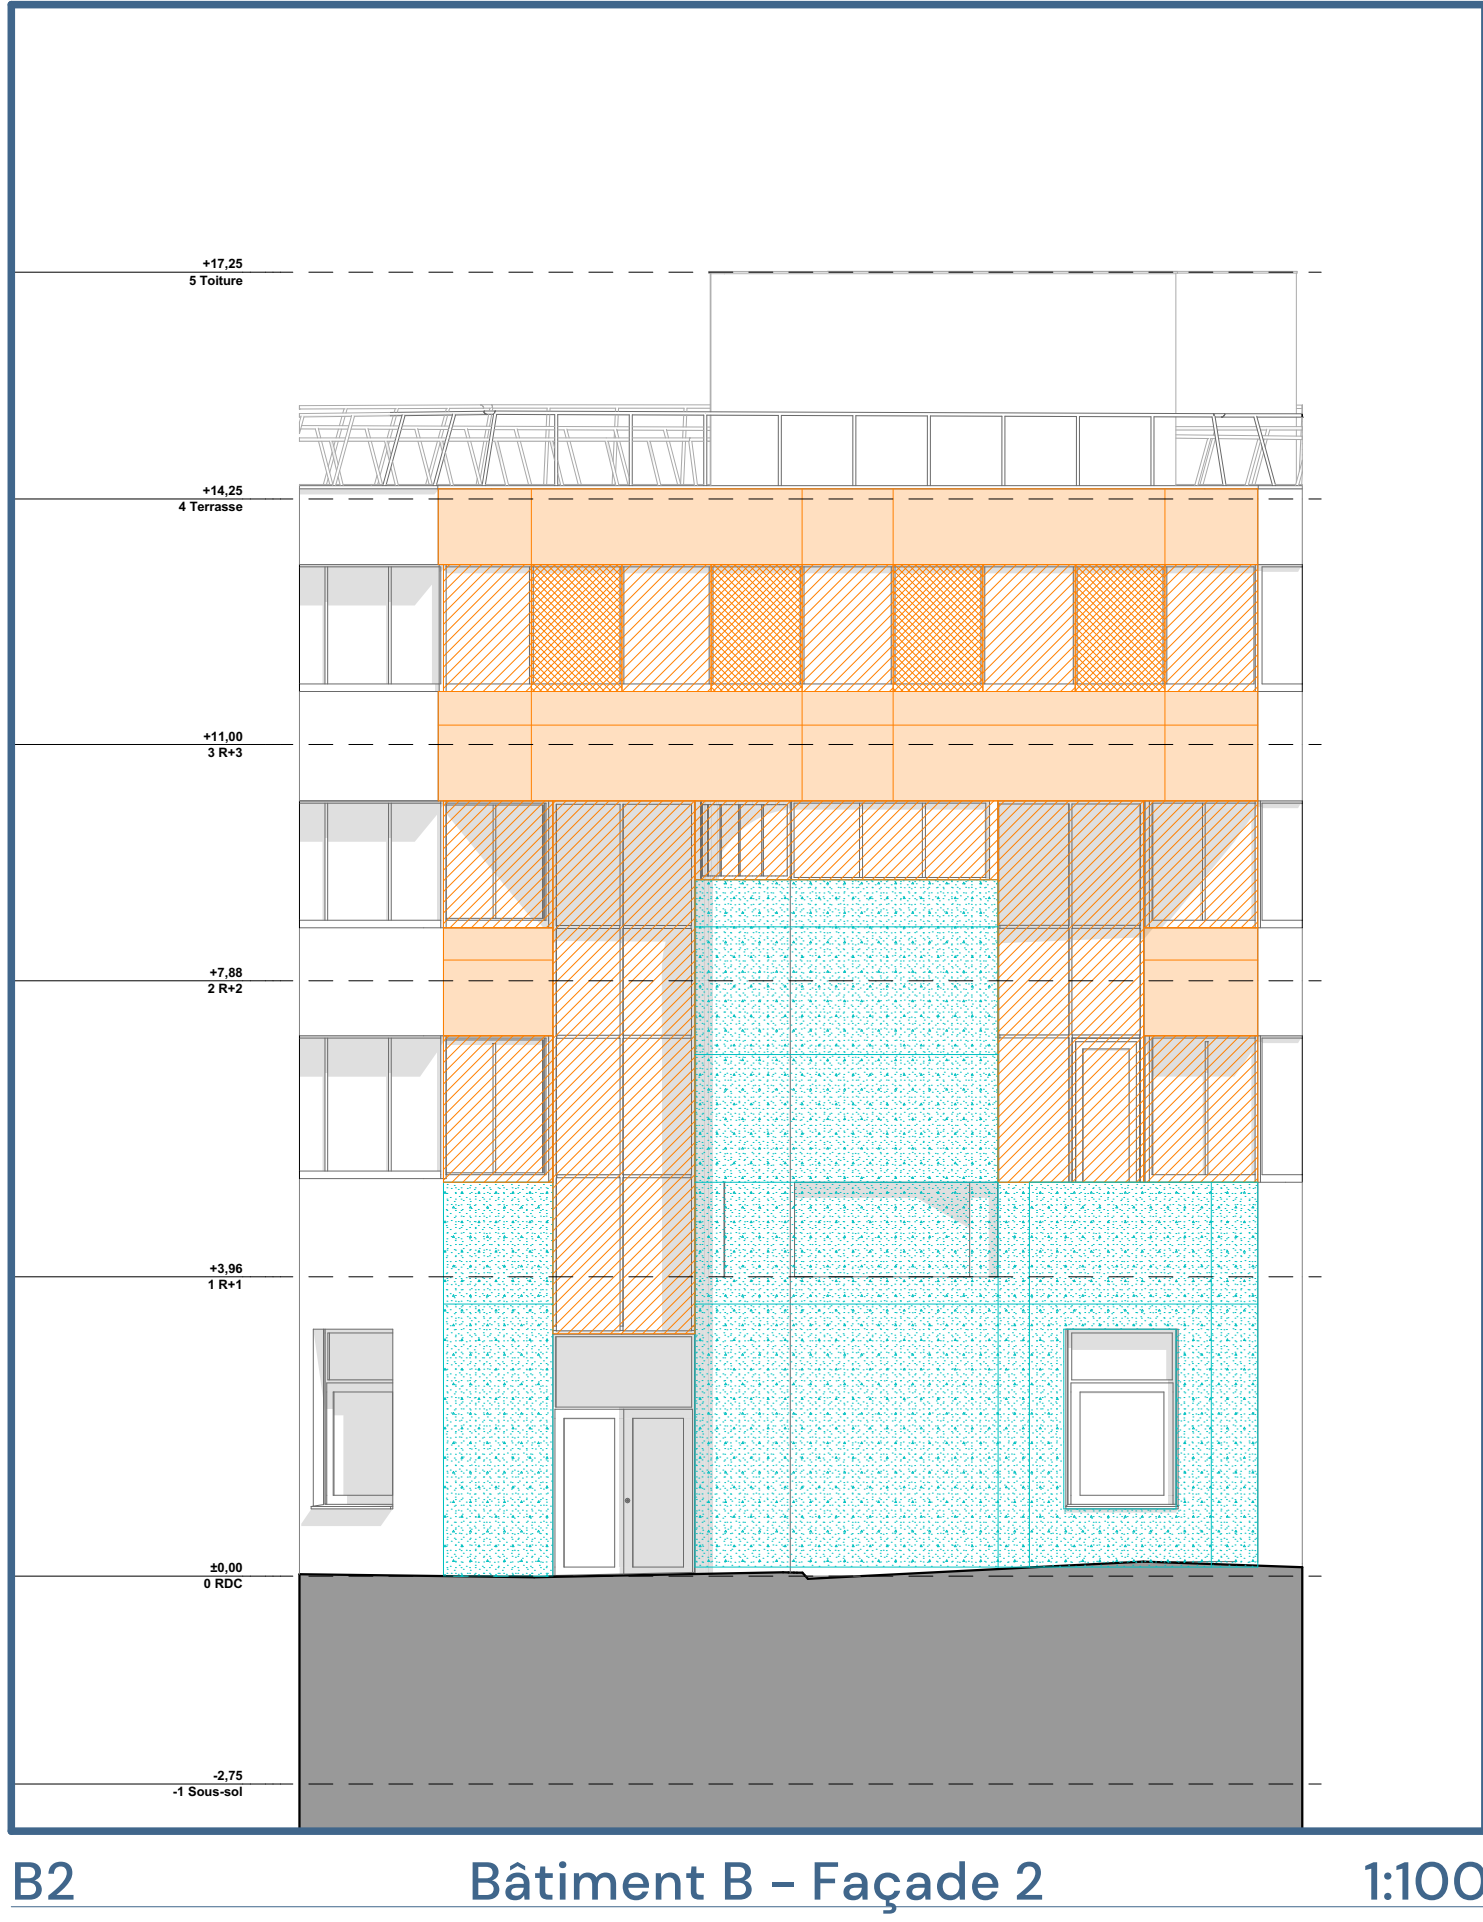 +17,25
5 Toiture
+14,25
4 Terrasse
+11,00
3 R+3
+7,88
2 R+2
+3,96
1 R+1
±0,00
0 RDC
-2,75
-1 Sous-sol
B2 Bâtiment B - Façade 2 1:100